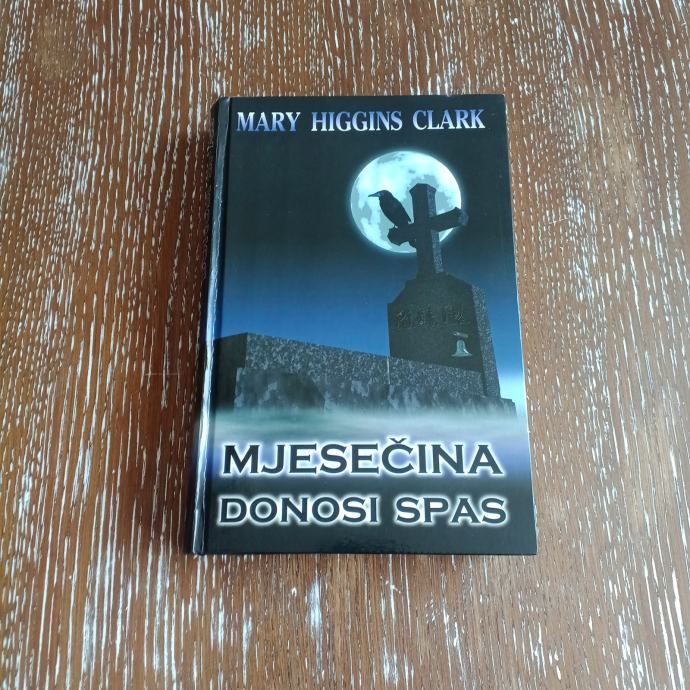 MARY HIGGINS CLARK
MJESEČINA
DONOSI SPAS